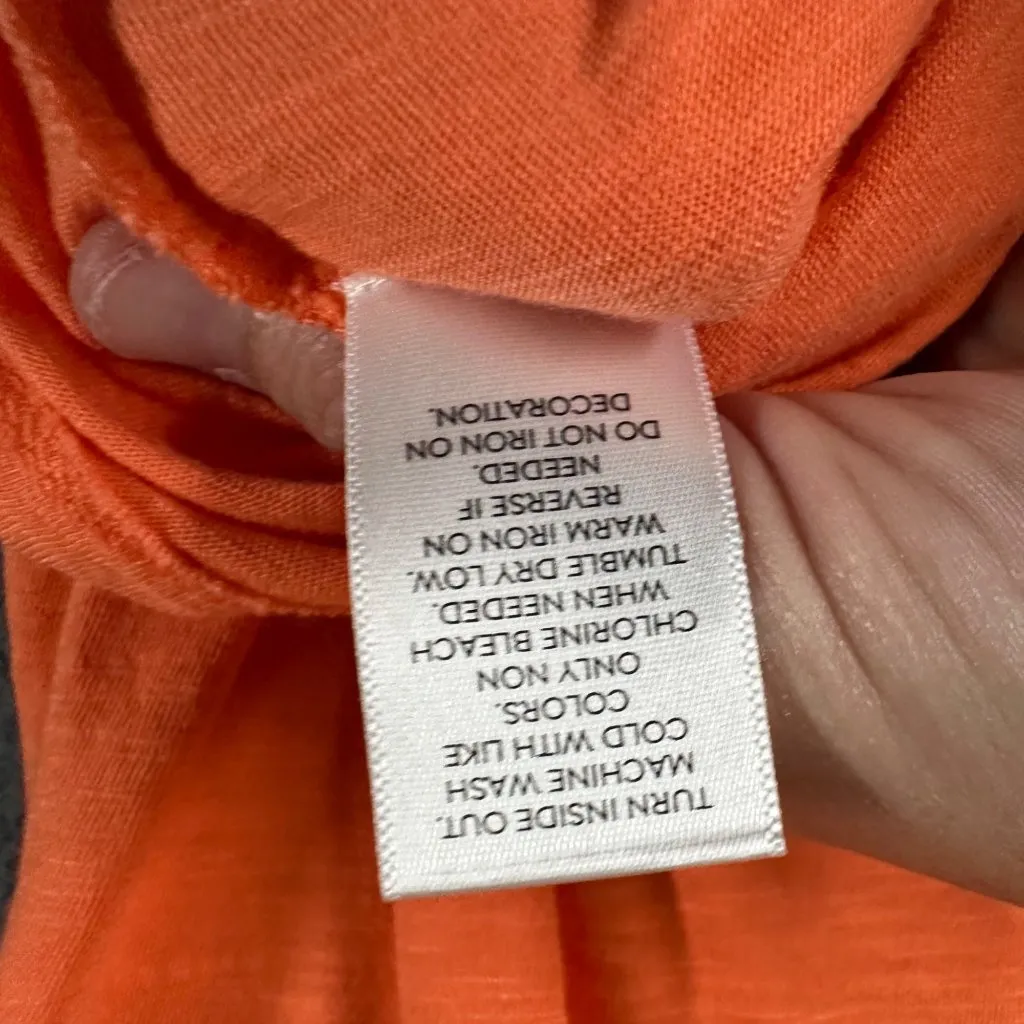 TURN INSIDE OUT.
MACHINE WASH
COLD WITH LIKE
COLORS.
ONLY NON
CHLORINE BLEACH
WHEN NEEDED.
TUMBLE DRY LOW.
WARM IRON ON
REVERSE IF
NEEDED.
DO NOT IRON ON
DECORATION.